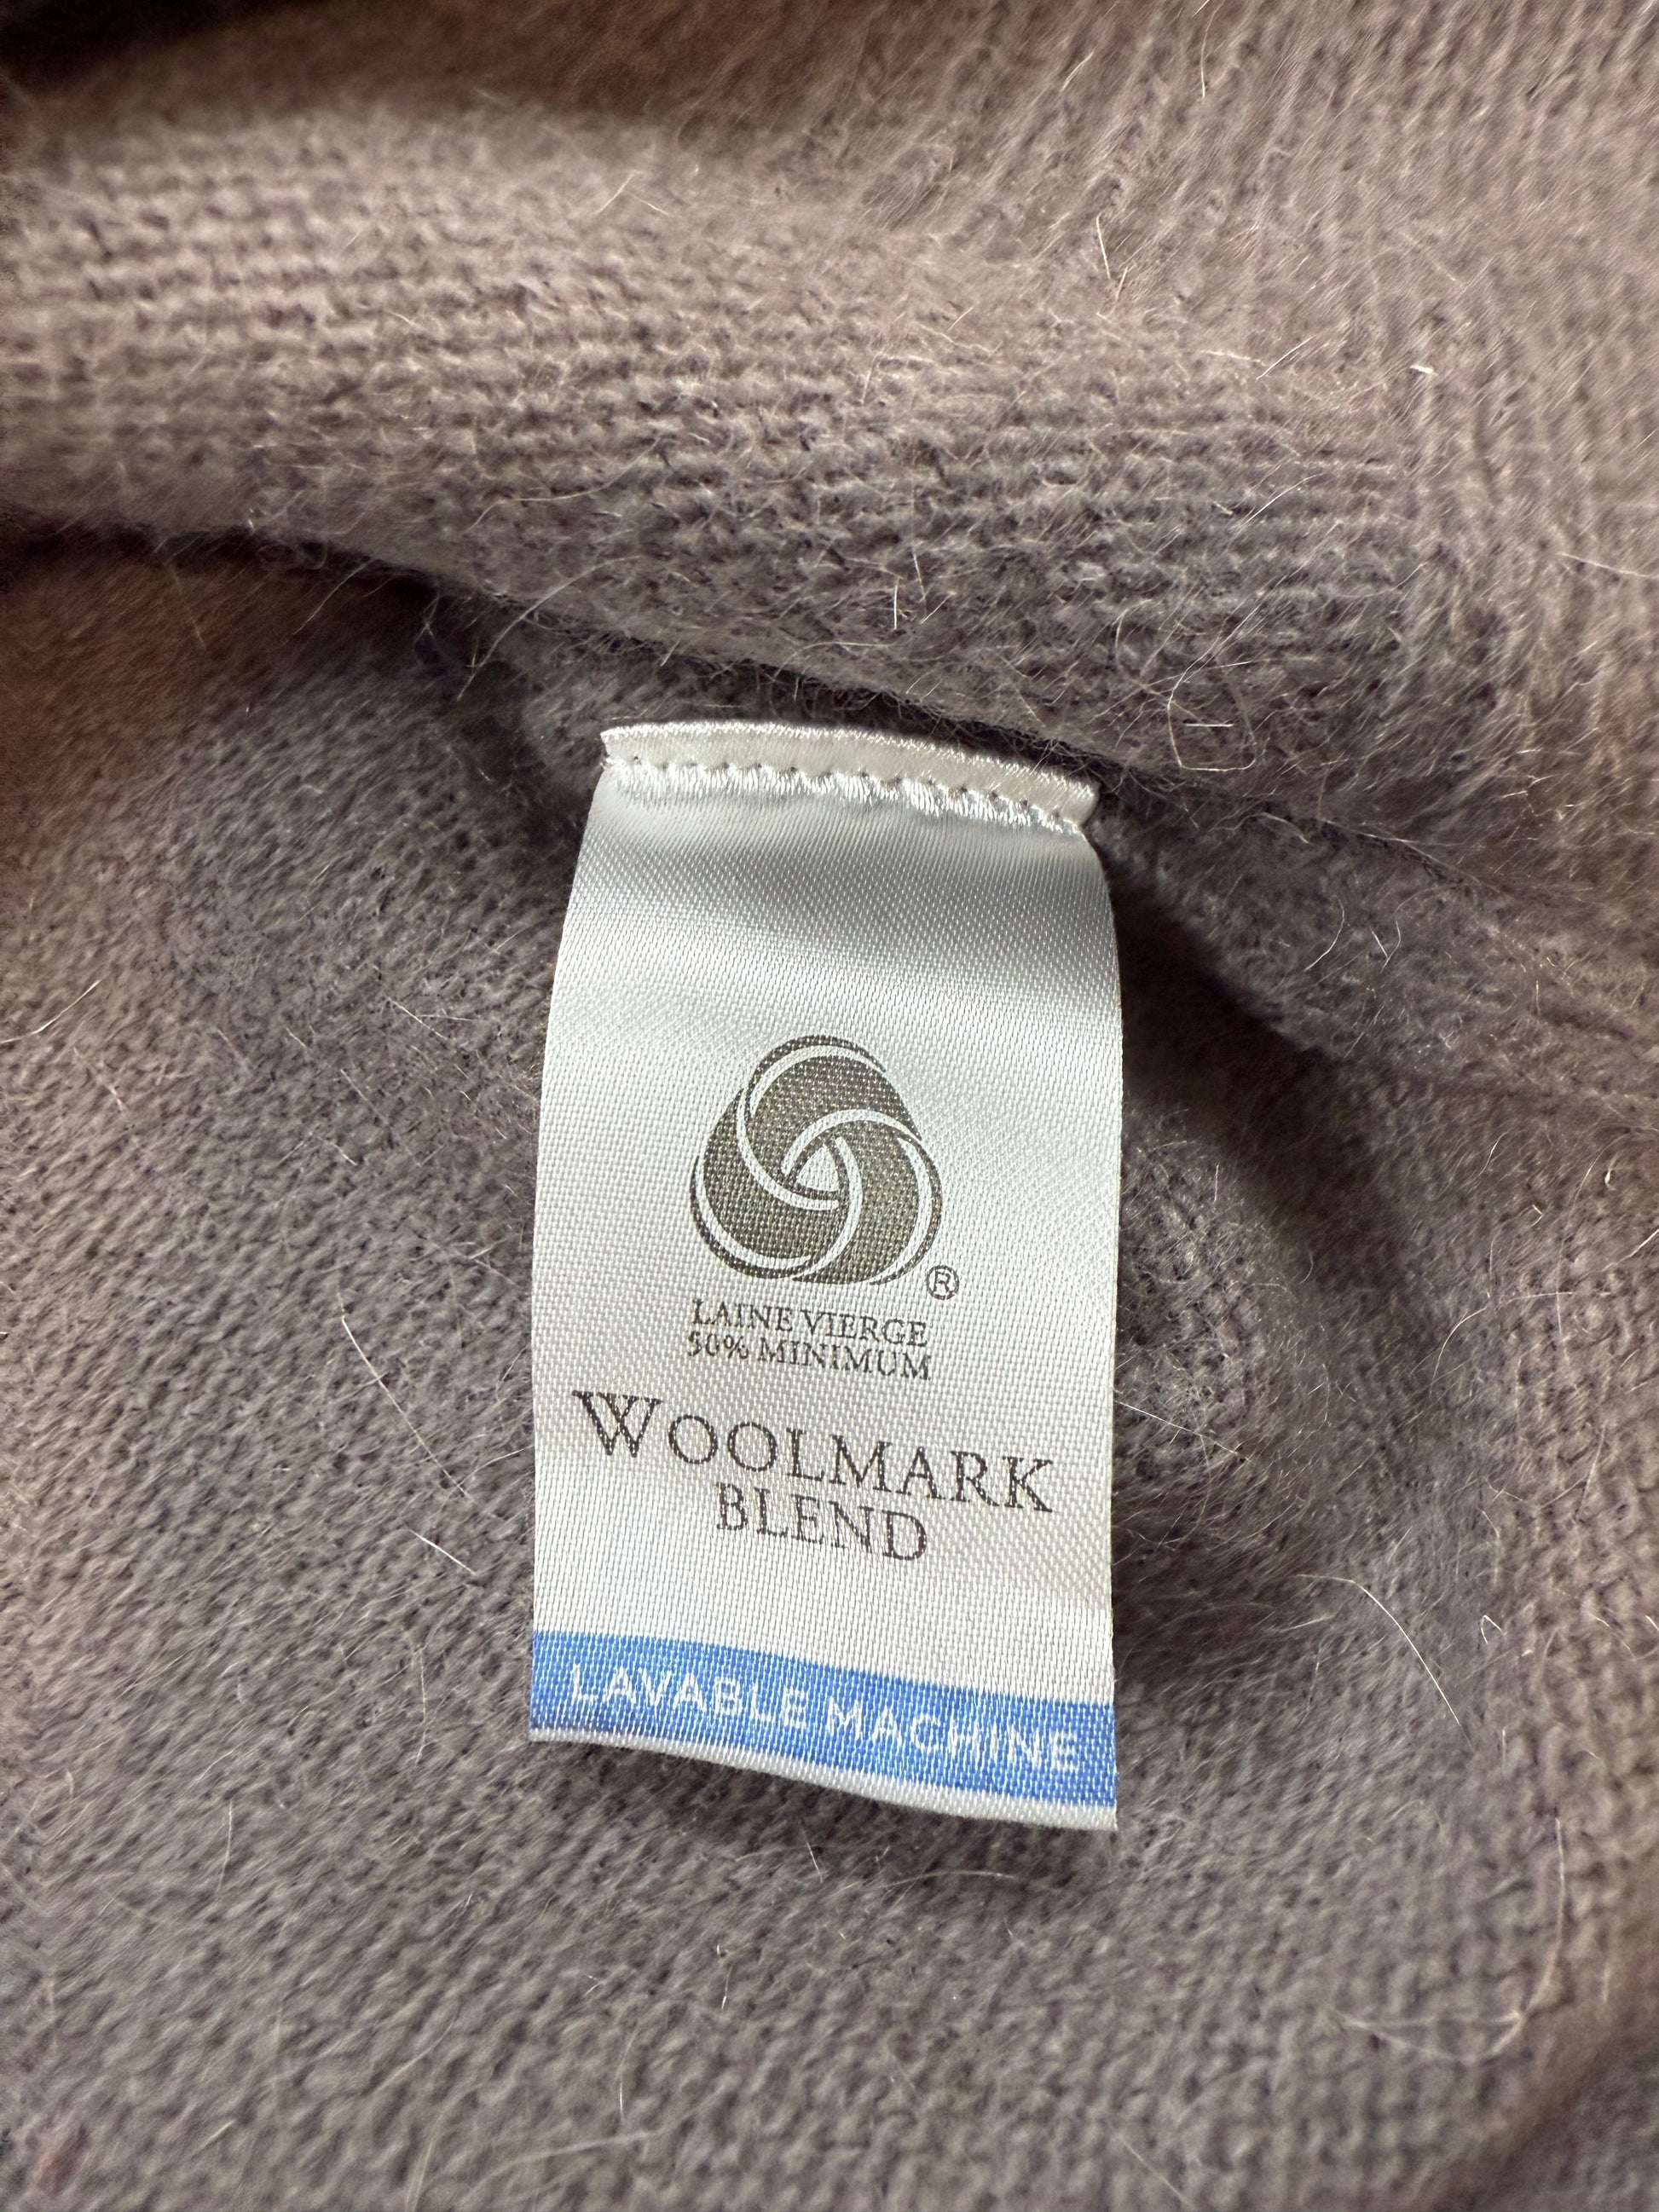 ®
LAINE VIERGE
50% MINIMUM
WOOLMARK
BLEND
LAVABLE MACHINE